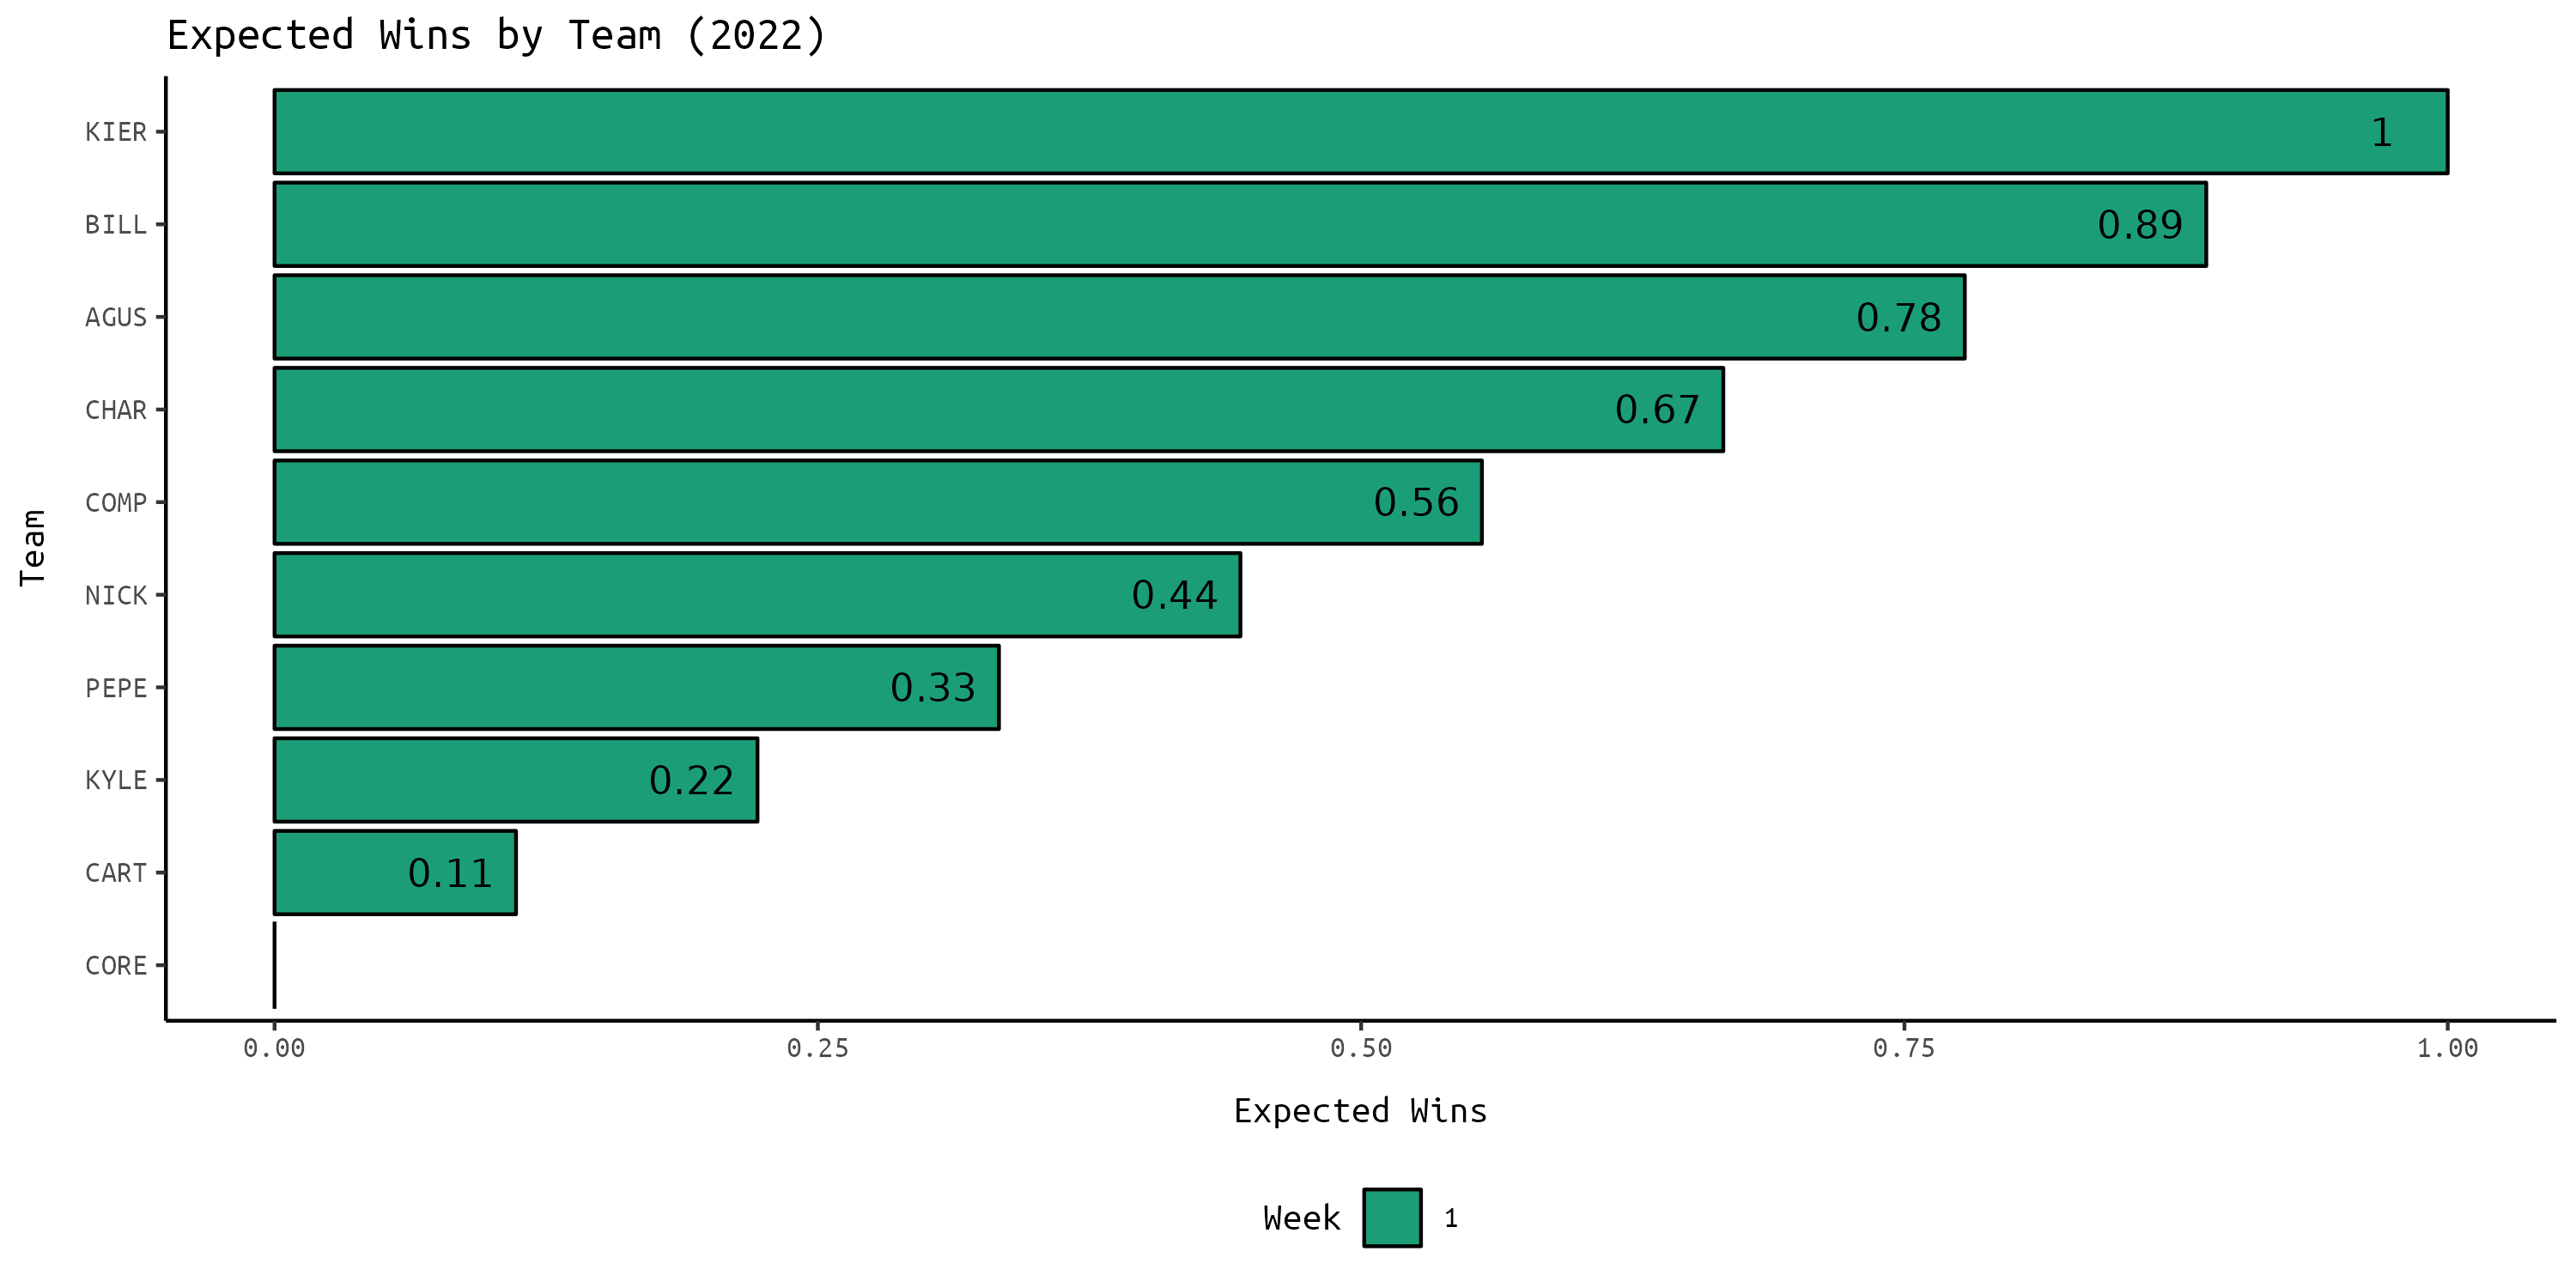 Expected Wins by Team (2022)
Team
KIER
1
BILL
0.89
AGUS
0.78
CHAR
0.67
COMP
0.56
NICK
0.44
PEPE
0.33
KYLE
0.22
CART
0.11
CORE
0.00 0.25 0.50 0.75 1.00
Expected Wins
Week 1